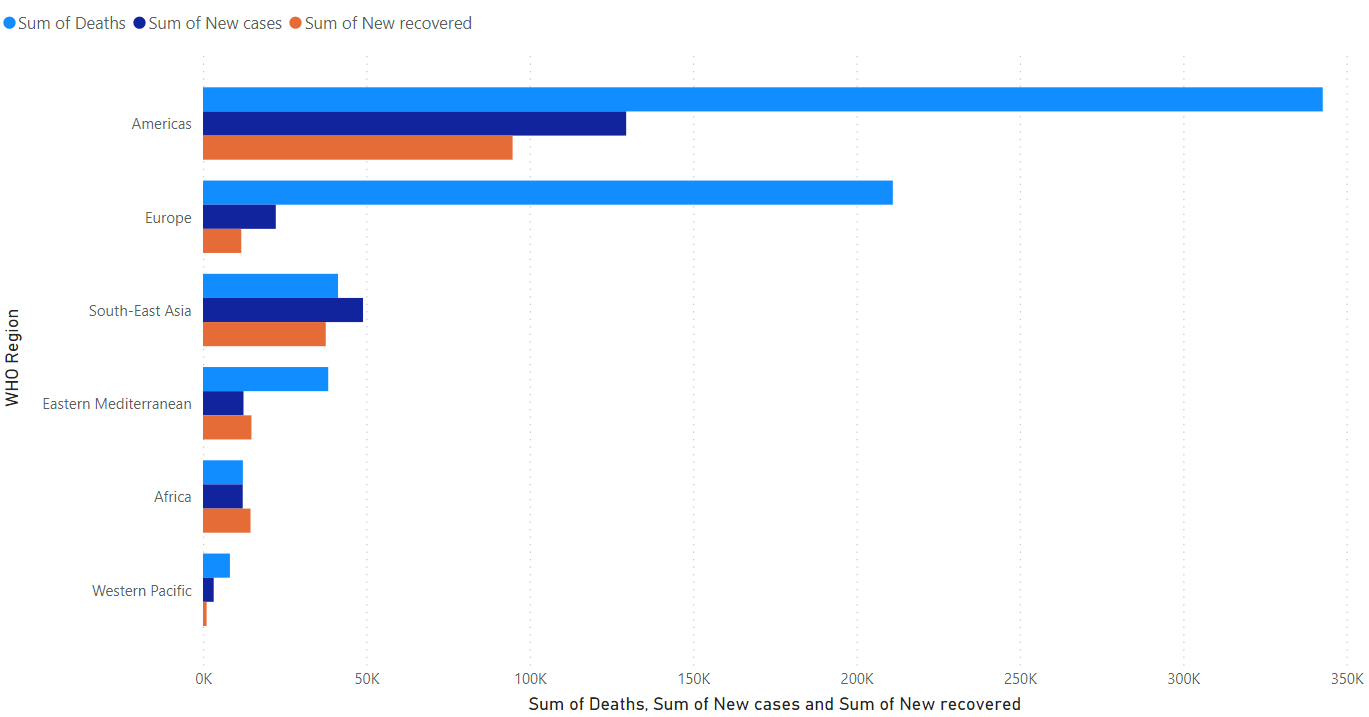 Sum of Deaths Sum of New cases Sum of New recovered
WHO Region
Americas
Europe
South-East Asia
Eastern Mediterranean
Africa
Western Pacific
0K 50K 100K 150K 200K 250K 300K 350K
Sum of Deaths, Sum of New cases and Sum of New recovered